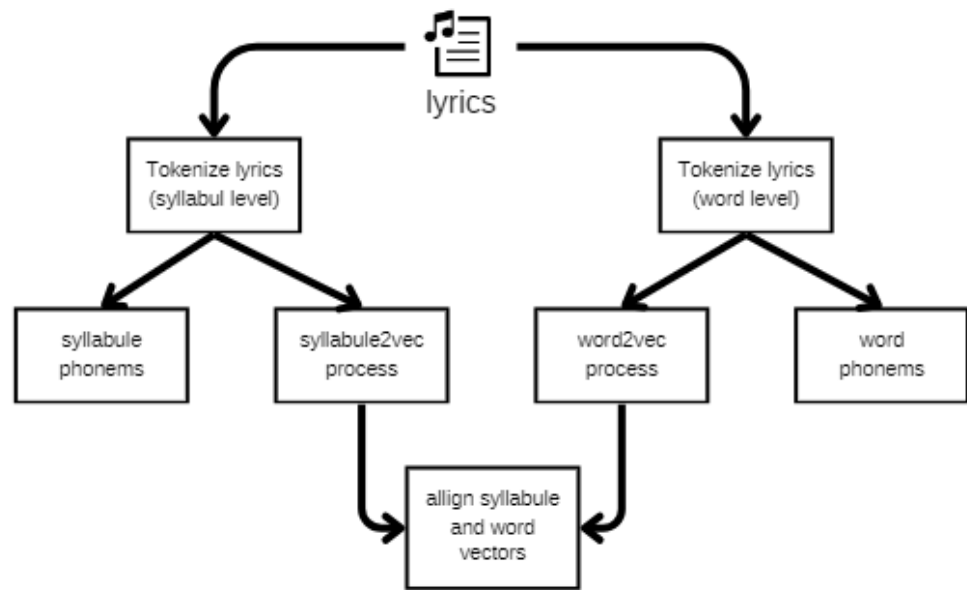 lyrics
Tokenize lyrics
(syllabul level)
Tokenize lyrics
(word level)
syllabule
phonems
syllabule2vec
process
word2vec
process
word
phonems
allign syllabule
and word
vectors